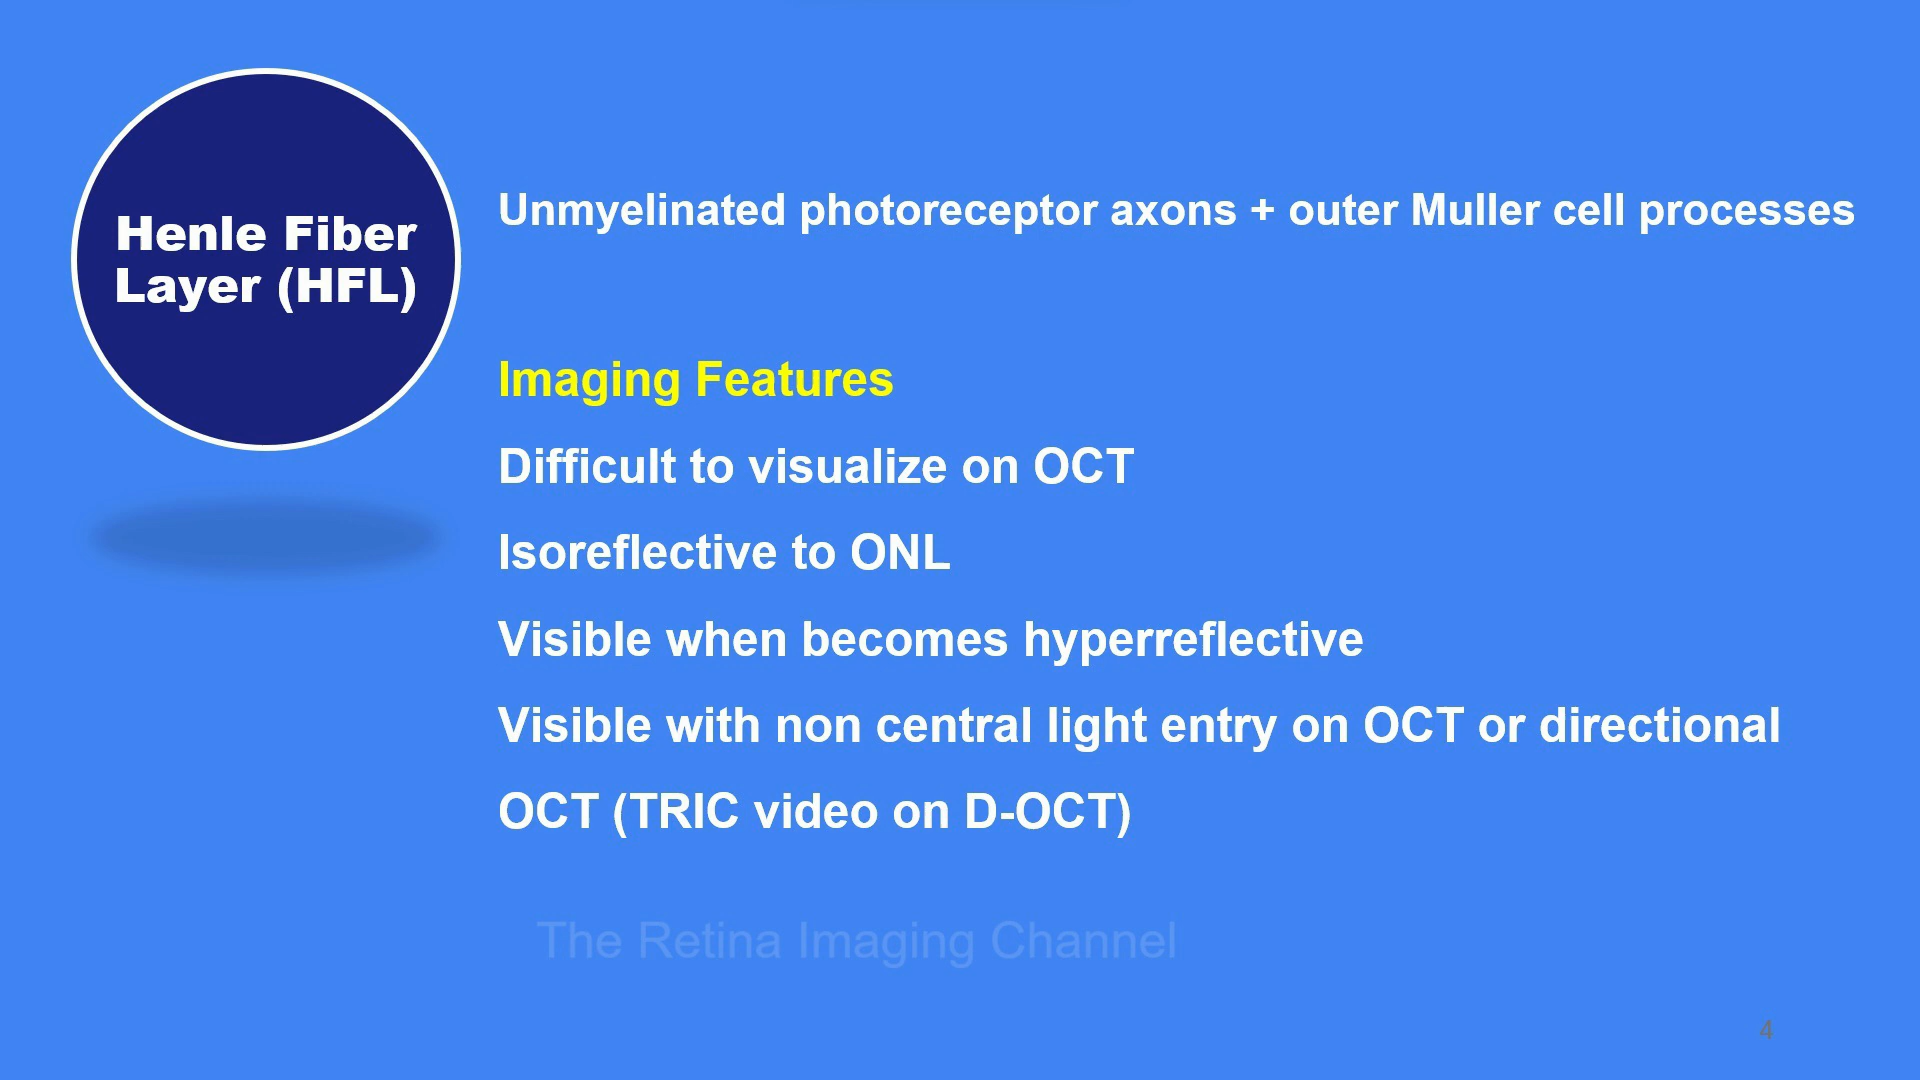 Henle Fiber
Layer (HFL)
Unmyelinated photoreceptor axons + outer Muller cell processes
Imaging Features
Difficult to visualize on OCT
Isoreflective to ONL
Visible when becomes hyperreflective
Visible with non central light entry on OCT or directional
OCT (TRIC video on D-OCT)
The Retina Imaging Channel
4